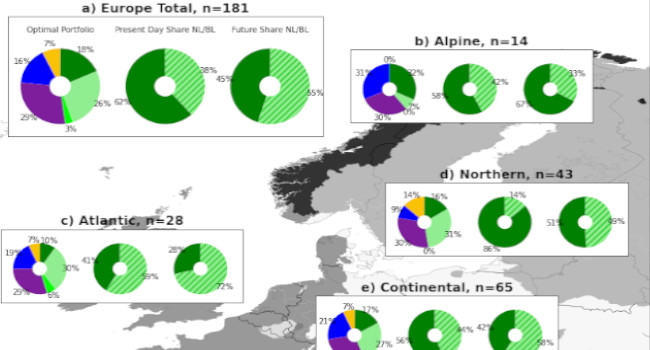 a) Europe Total, n=181
Optimal Portfolio Present Day Share NL/BL Future Share NL/BL
7% 18% 16% 26% 29% 3%
38% 62%
45% 55%
b) Alpine, n=14
0% 31% 22% 7% 0% 30%
42% 58%
33% 67%
d) Northern, n=43
14% 16% 9% 31% 30% 0%
14% 86%
51% 49%
c) Atlantic, n=28
7% 10% 19% 30% 29% 6%
41% 59%
28% 72%
e) Continental, n=65
7% 17% 21% 27%
56% 44%
42% 58%